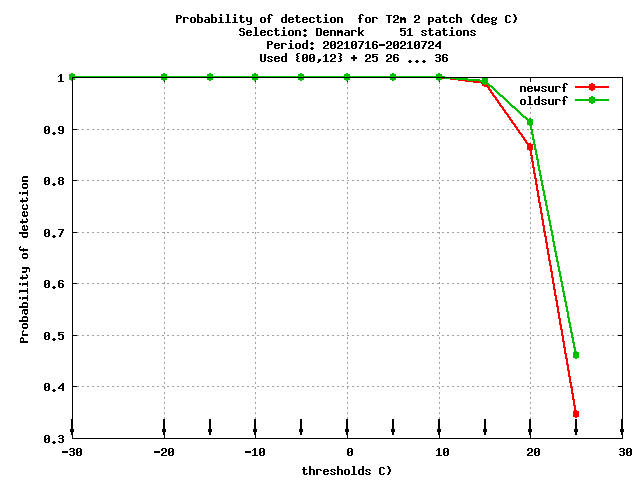 Probability of detection  for T2m 2 patch (deg C)
Selection: Denmark     51 stations
Period: 20210716-20210724
Used {00,12} + 25 26 ... 36
newsurf
oldsurf
Probability of detection
1
0.9
0.8
0.7
0.6
0.5
0.4
0.3
-30 -20 -10 0 10 20 30
thresholds C)